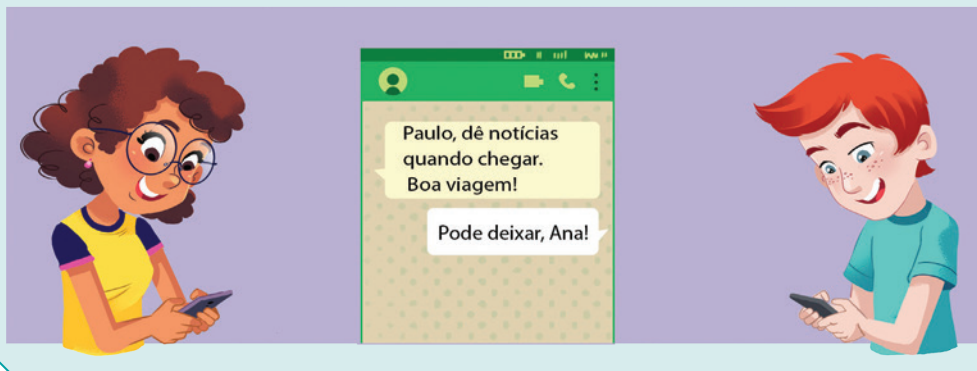 Paulo, dê notícias
quando chegar.
Boa viagem!
Pode deixar, Ana!